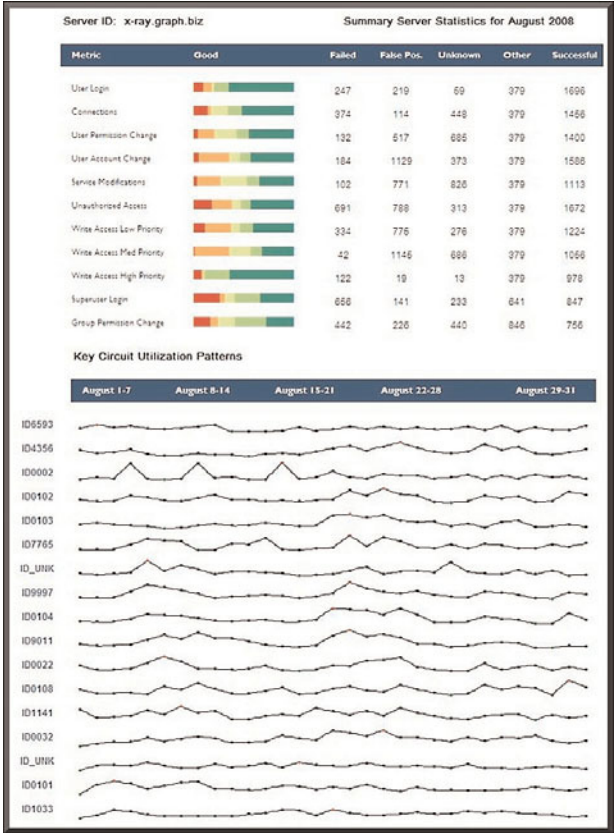 Server ID: x-ray.graph.biz Summary Server Statistics for August 2008
Metric Good Failed False Pos. Unknown Other Successful
User Login 247 219 59 379 1696
Connections 374 114 448 379 1456
User Permission Change 132 517 685 379 1400
User Account Change 184 1129 373 379 1586
Service Modifications 102 771 826 379 1113
Unauthorized Access 691 788 313 379 1672
Write Access Low Priority 334 775 276 379 1224
Write Access Med Priority 42 1145 686 379 1056
Write Access High Priority 122 19 13 379 978
Superuser Login 656 141 233 641 847
Group Permission Change 442 226 440 846 756
Key Circuit Utilization Patterns
August 1-7 August 8-14 August 15-21 August 22-28 August 29-31
ID6593
ID4356
ID0002
ID0102
ID0103
ID7765
ID_UNK
ID9997
ID0104
ID9011
ID0022
ID0108
ID1141
ID0032
ID_UNK
ID0101
ID1033